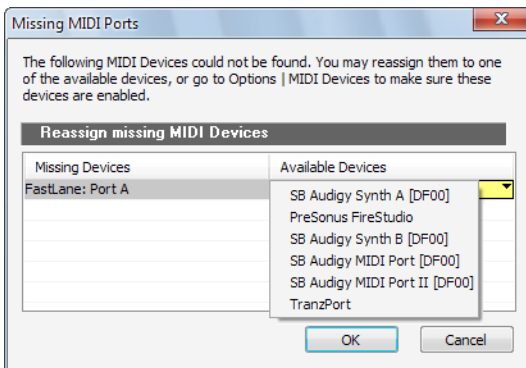 Missing MIDI Ports
The following MIDI Devices could not be found. You may reassign them to one
of the available devices, or go to Options | MIDI Devices to make sure these
devices are enabled.
Reassign missing MIDI Devices
Missing Devices Available Devices
FastLane: Port A
SB Audigy Synth A [DF00]
PreSonus FireStudio
SB Audigy Synth B [DF00]
SB Audigy MIDI Port [DF00]
SB Audigy MIDI Port II [DF00]
TranzPort
OK Cancel